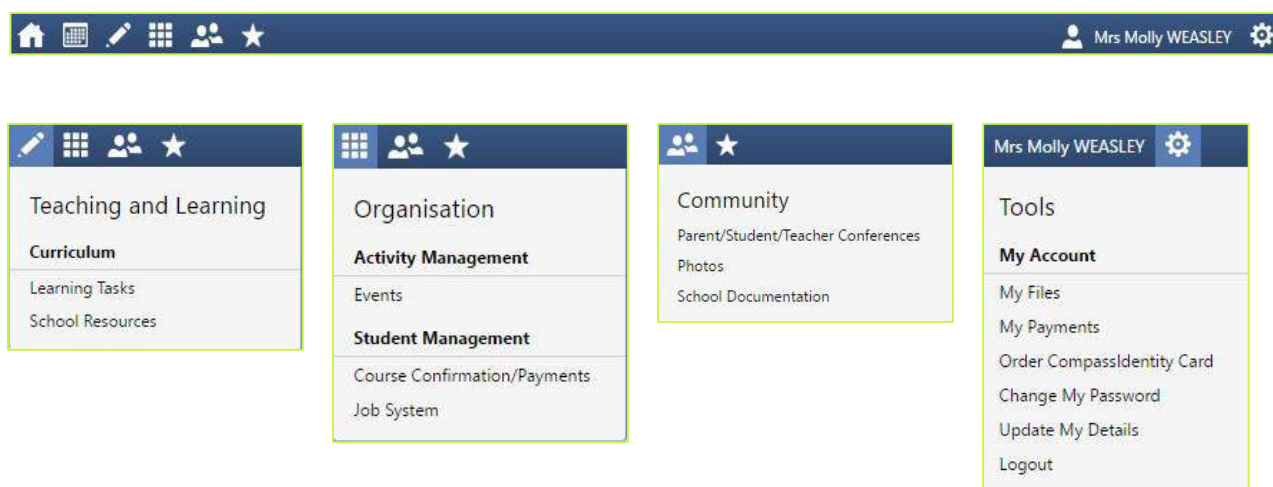 Mrs Molly WEASLEY
Teaching and Learning
Curriculum
Learning Tasks
School Resources
Organisation
Activity Management
Events
Student Management
Course Confirmation/Payments
Job System
Community
Parent/Student/Teacher Conferences
Photos
School Documentation
Mrs Molly WEASLEY
Tools
My Account
My Files
My Payments
Order CompassIdentity Card
Change My Password
Update My Details
Logout